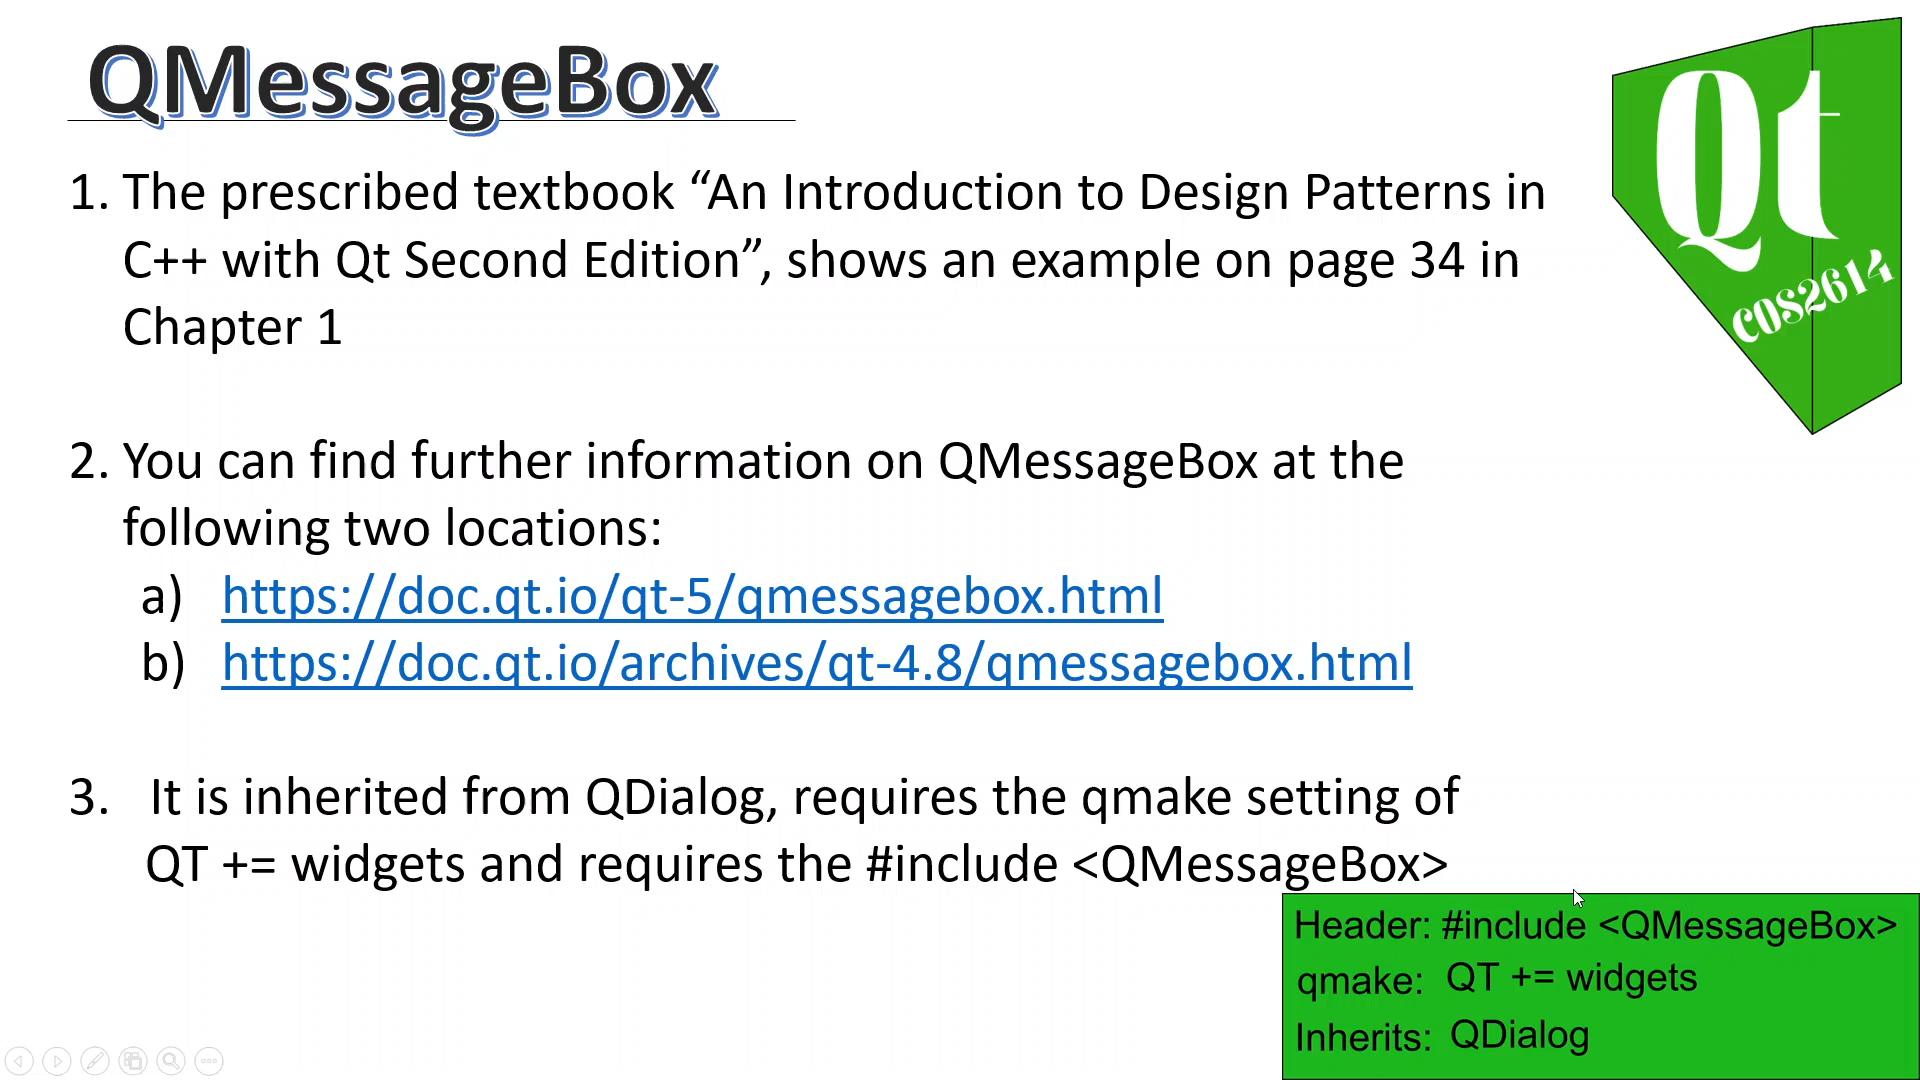 QMessageBox
Qt
COS2614
1. The prescribed textbook “An Introduction to Design Patterns in
C++ with Qt Second Edition”, shows an example on page 34 in
Chapter 1
2. You can find further information on QMessageBox at the
following two locations:
a) https://doc.qt.io/qt-5/qmessagebox.html
b) https://doc.qt.io/archives/qt-4.8/qmessagebox.html
3. It is inherited from QDialog, requires the qmake setting of
QT += widgets and requires the #include <QMessageBox>
Header: #include <QMessageBox>
qmake: QT += widgets
Inherits: QDialog